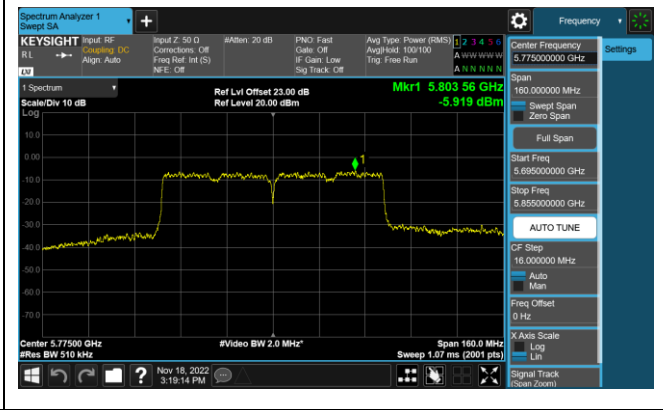 Spectrum Analyzer 1
Swept SA
+
Frequency
KEYSIGHT
RL
LXI
Input: RF
Coupling: DC
Align: Auto
Input Z: 50 Ω
Corrections: Off
Freq Ref: Int (S)
NFE: Off
#Atten: 20 dB
PNO: Fast
Gate: Off
IF Gain: Low
Sig Track: Off
Avg Type: Power (RMS)
Avg|Hold: 100/100
Trig: Free Run
1 2 3 4 5 6
A W W W W W
A N N N N N
Center Frequency
5.775000000 GHz
Settings
Span
160.000000 MHz
Swept Span
Zero Span
Full Span
Start Freq
5.695000000 GHz
Stop Freq
5.855000000 GHz
AUTO TUNE
CF Step
16.000000 MHz
Auto
Man
Freq Offset
0 Hz
X Axis Scale
Log
Lin
Signal Track
(Span Zoom)
1 Spectrum
Scale/Div 10 dB
Log
Ref Lvl Offset 23.00 dB
Ref Level 20.00 dBm
Mkr1 5.803 56 GHz
-5.919 dBm
10.0
0.00
-10.0
-20.0
-30.0
-40.0
-50.0
-60.0
-70.0
1
Center 5.77500 GHz
#Res BW 510 kHz
#Video BW 2.0 MHz*
Span 160.0 MHz
Sweep 1.07 ms (2001 pts)
?
Nov 18, 2022
3:19:14 PM